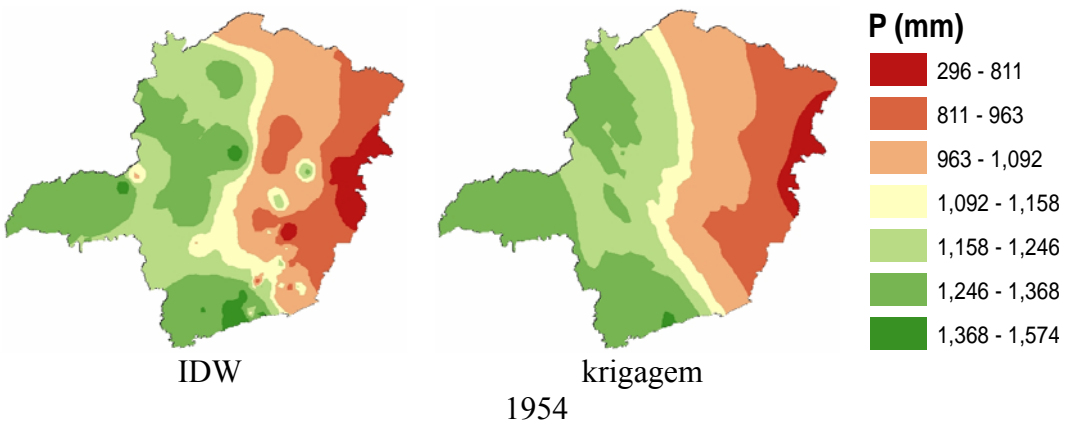 P (mm)
296 - 811
811 - 963
963 - 1,092
1,092 - 1,158
1,158 - 1,246
1,246 - 1,368
1,368 - 1,574
IDW
krigagem
1954